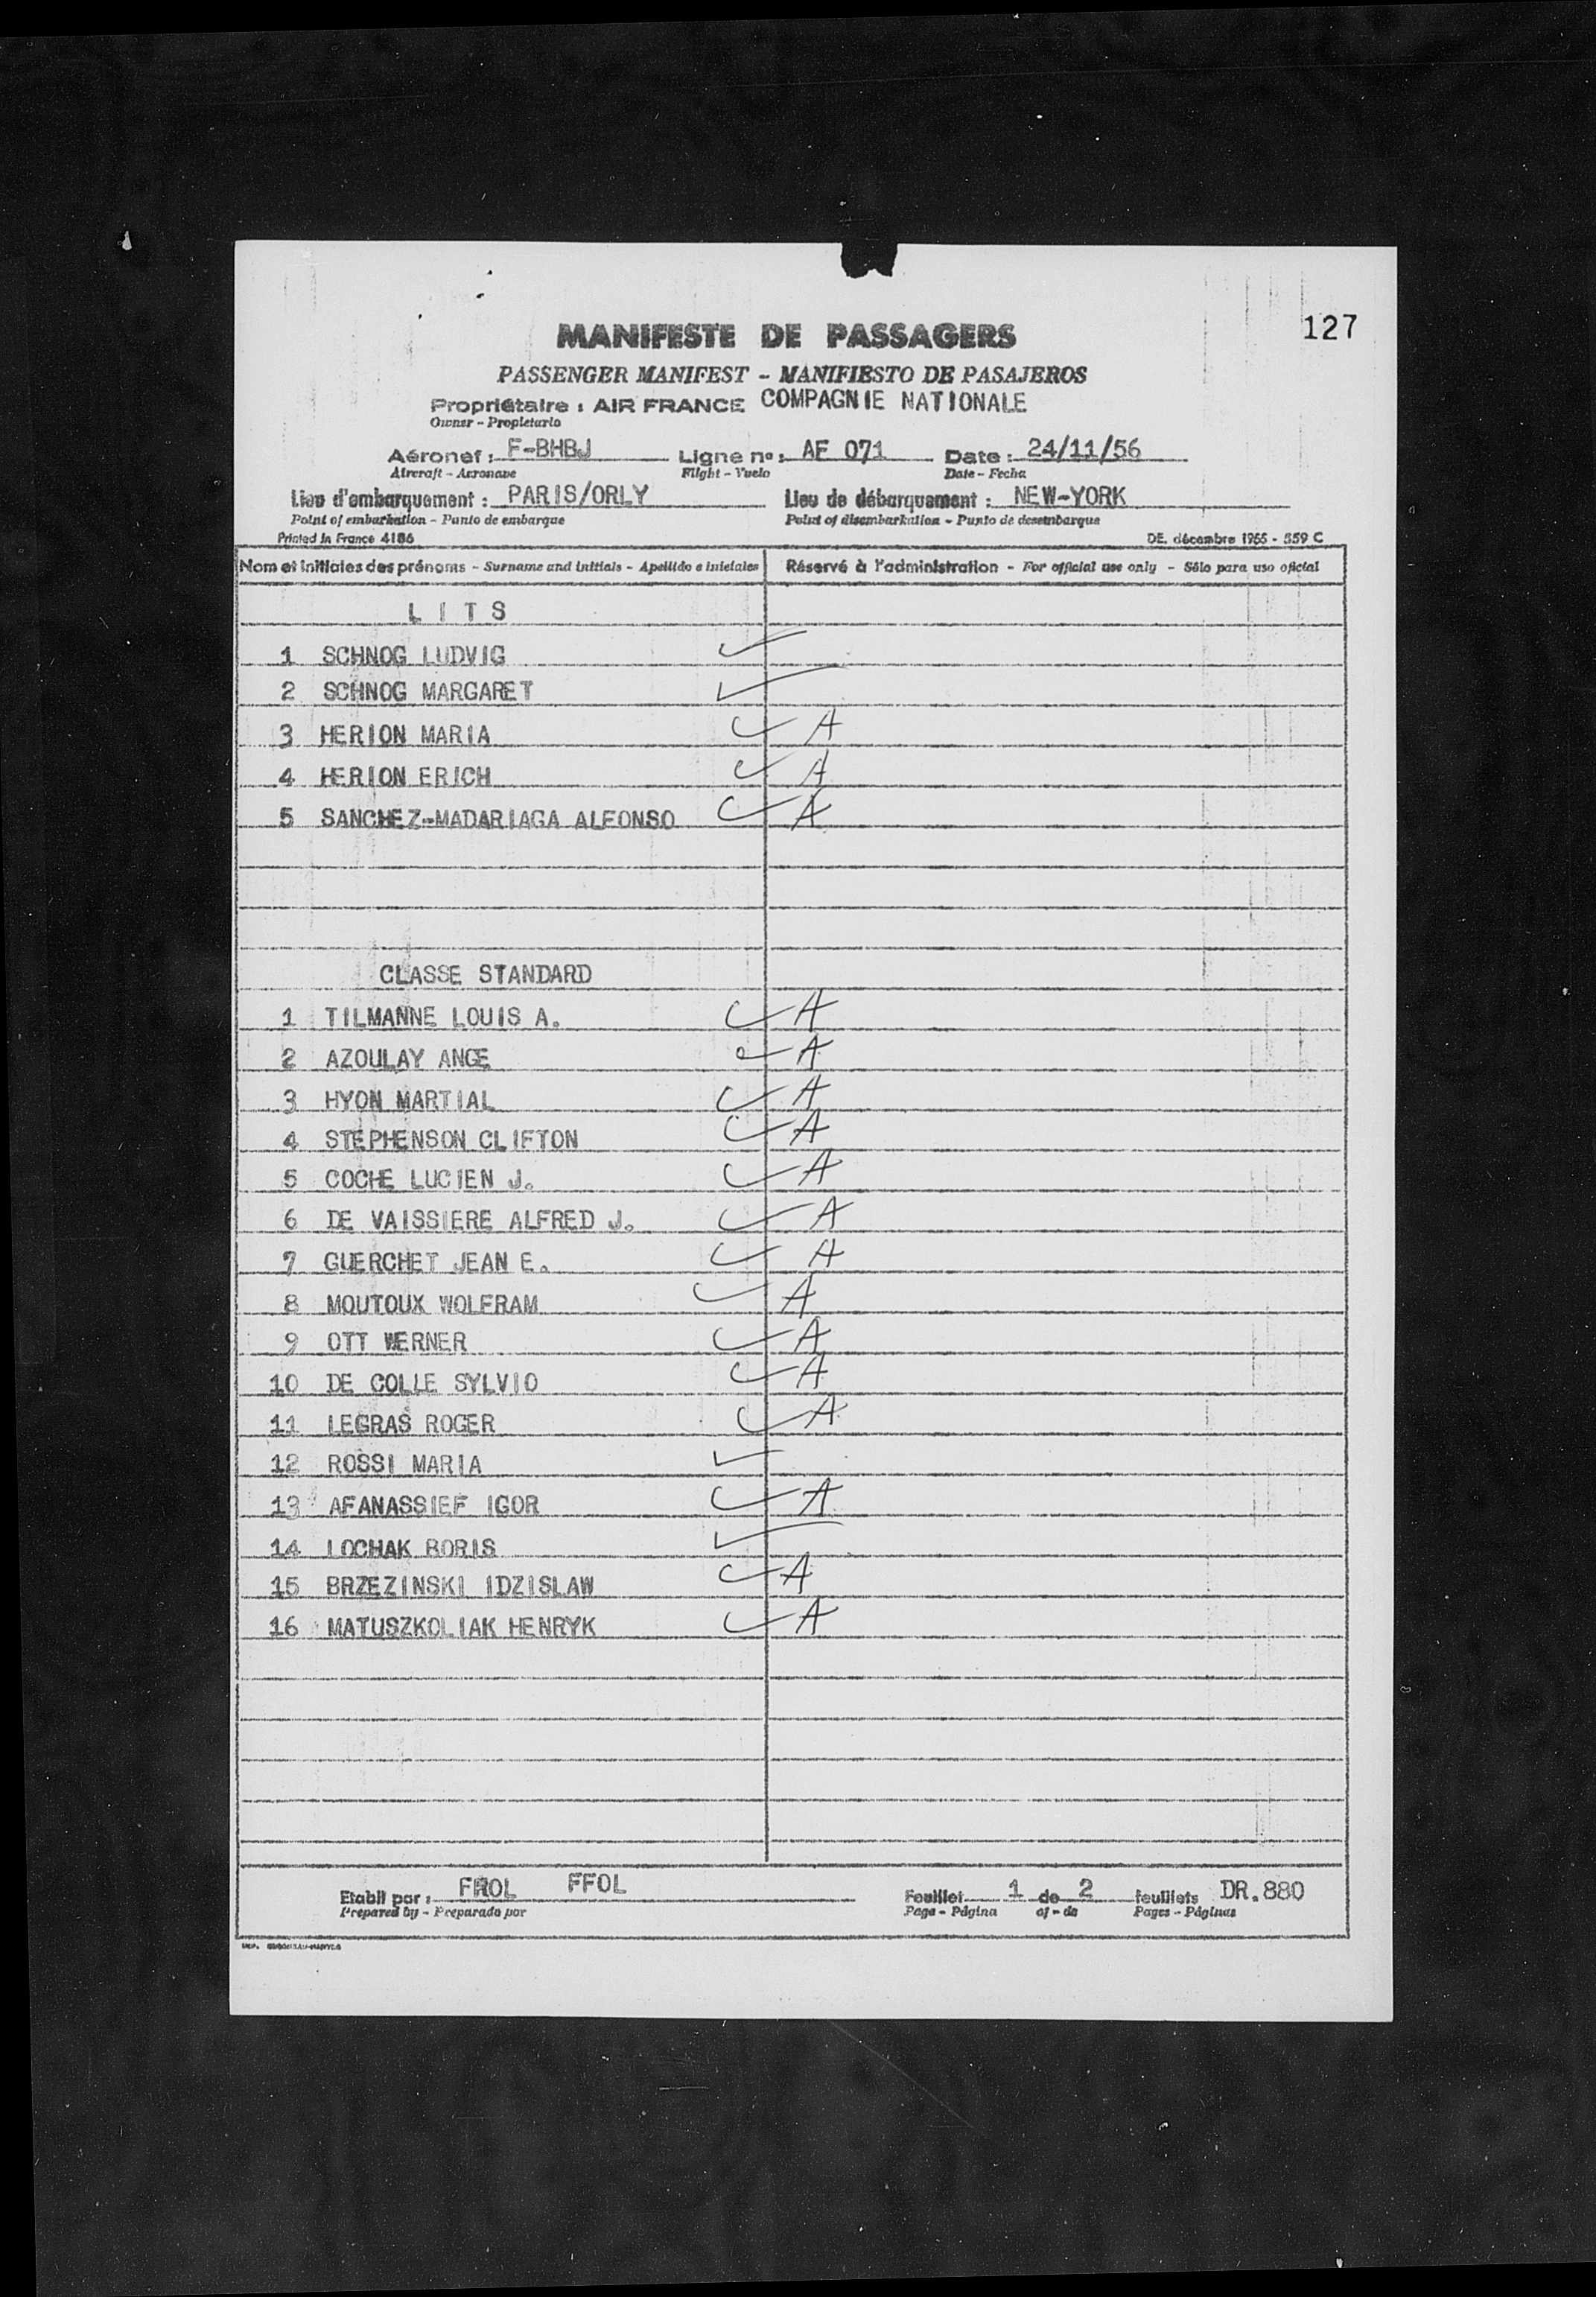 127
MANIFESTE DE PASSAGERS
PASSENGER MANIFEST - MANIFIESTO DE PASAJEROS
Propriétaire : AIR FRANCE COMPAGNIE NATIONALE
Owner - Propietario
Aéronef : F-BHBJ Ligne nº : AF 071 Date : 24/11/56
Aircraft - Aeronave Flight - Vuelo Date - Fecha
Lieu d'embarquement : PARIS/ORLY Lieu de débarquement : NEW-YORK
Point of embarkation - Punto de embarque Point of disembarkation - Punto de desembarque
Printed in France 4186 DE. décembre 1955 - 559 C
Nom et initiales des prénoms - Surname and initials - Apellido e iniciales Réservé à l'administration - For official use only - Sólo para uso oficial
LITS
1 SCHNOG LUDVIG
2 SCHNOG MARGARET
3 HERION MARIA A
4 HERION ERICH A
5 SANCHEZ-MADARIAGA ALFONSO A
CLASSE STANDARD
1 TILMANNE LOUIS A. A
2 AZOULAY ANGE A
3 HYON MARTIAL A
4 STEPHENSON CLIFTON A
5 COCHE LUCIEN J. A
6 DE VAISSIERE ALFRED J. A
7 GUERCHET JEAN E. A
8 MOUTOUX WOLFRAM A
9 OTT WERNER A
10 DE COLLE SYLVIO A
11 LEGRAS ROGER A
12 ROSSI MARIA
13 AFANASSIEF IGOR A
14 LOCHAK BORIS
15 BRZEZINSKI IDZISLAW A
16 MATUSZKOLIAK HENRYK A
Etabli par : FROL FFOL Feuillet 1 de 2 feuillets DR.880
Prepared by - Preparado por Page - Página of - de Pages - Páginas